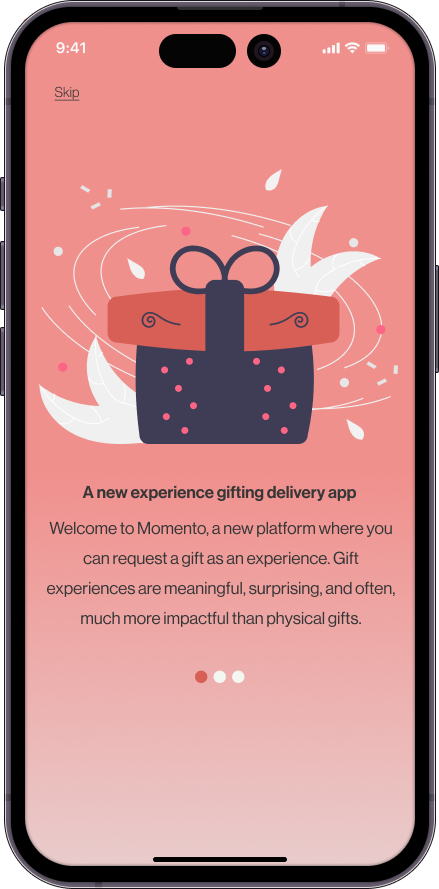 9:41
Skip
A new experience gifting delivery app
Welcome to Momento, a new platform where you
can request a gift as an experience. Gift
experiences are meaningful, surprising, and often,
much more impactful than physical gifts.